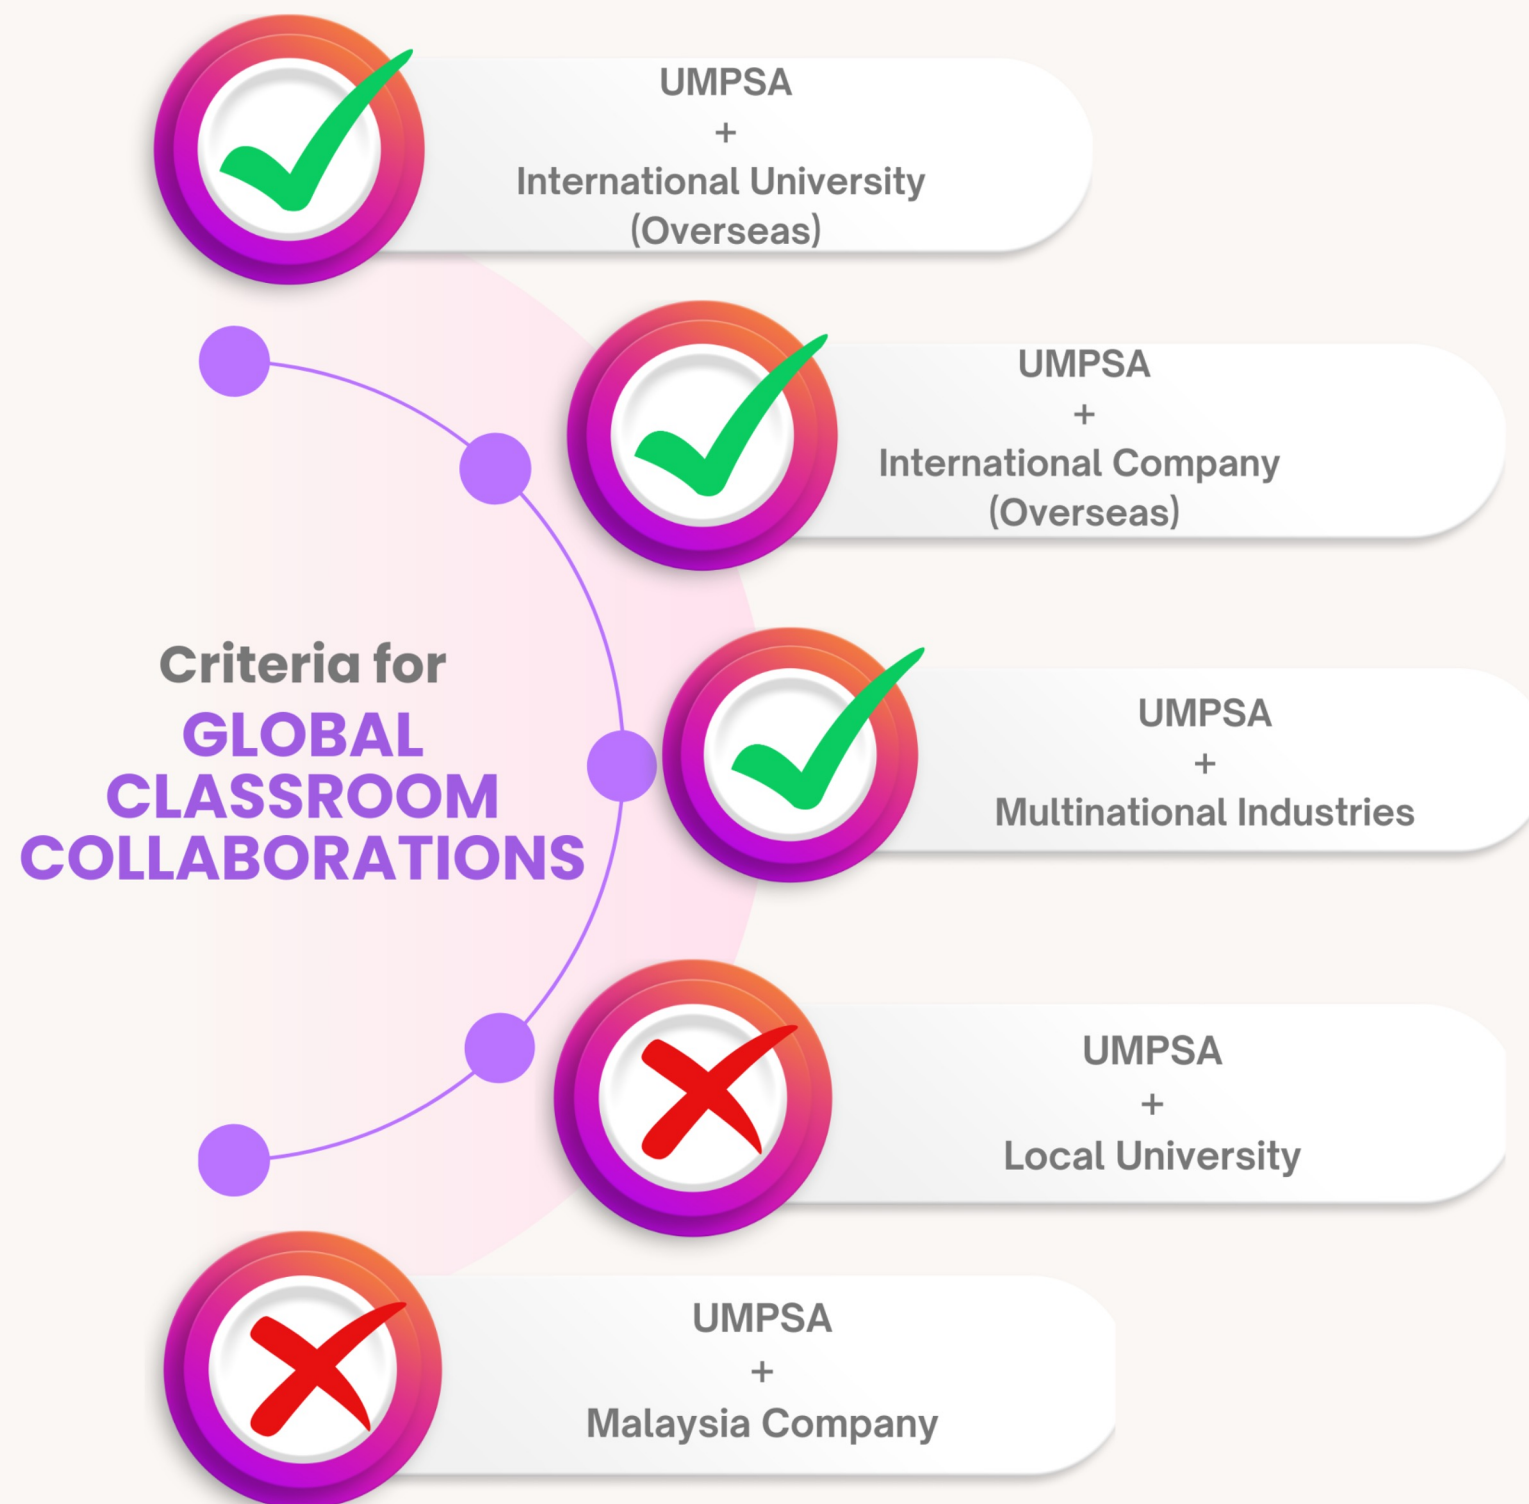 UMPSA
+
International University
(Overseas)
UMPSA
+
International Company
(Overseas)
Criteria for
GLOBAL
CLASSROOM
COLLABORATIONS
UMPSA
+
Multinational Industries
UMPSA
+
Local University
UMPSA
+
Malaysia Company